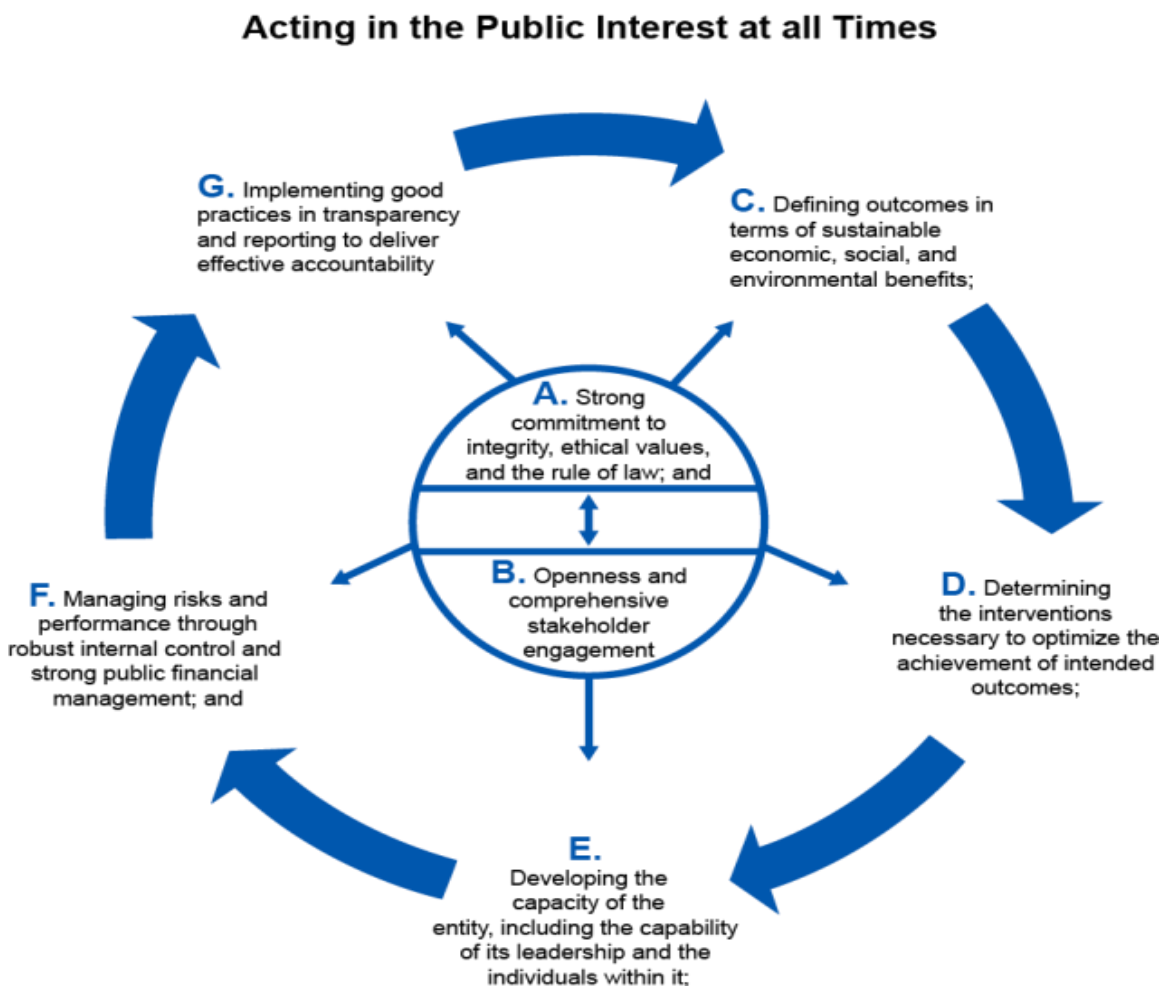 Acting in the Public Interest at all Times
G. Implementing good
practices in transparency
and reporting to deliver
effective accountability
C. Defining outcomes in
terms of sustainable
economic, social, and
environmental benefits;
A. Strong
commitment to
integrity, ethical values,
and the rule of law; and
B. Openness and
comprehensive
stakeholder
engagement
F. Managing risks and
performance through
robust internal control and
strong public financial
management; and
D. Determining
the interventions
necessary to optimize the
achievement of intended
outcomes;
E.
Developing the
capacity of the
entity, including the capability
of its leadership and the
individuals within it;